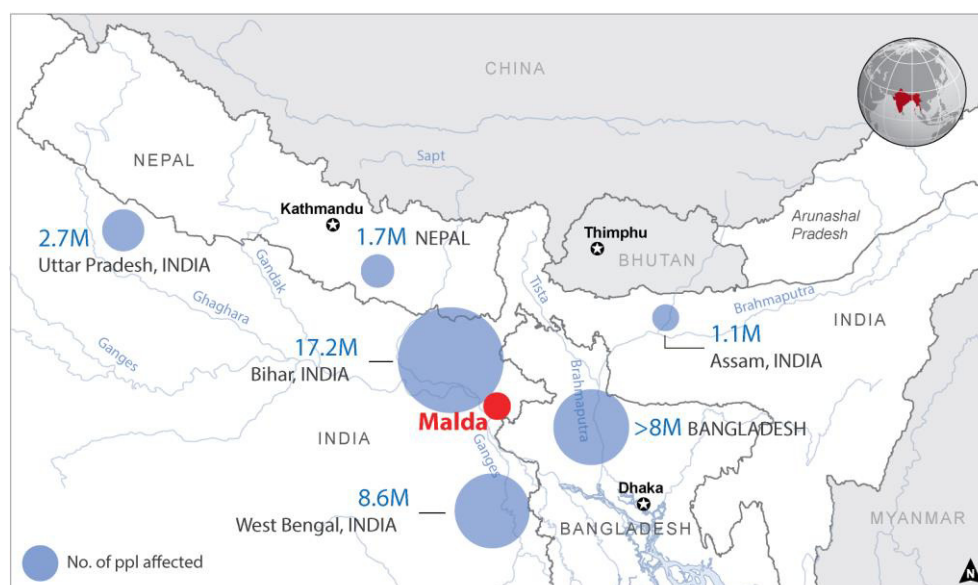 CHINA
NEPAL
Sapt
Kathmandu
Arunashal
Pradesh
2.7M
Uttar Pradesh, INDIA
1.7M NEPAL
Thimphu
BHUTAN
Gandak
Tista
Ghaghara
Brahmaputra
INDIA
Ganges
17.2M
Bihar, INDIA
1.1M
Assam, INDIA
Brahmaputra
Malda
>8M BANGLADESH
INDIA
Ganges
8.6M
West Bengal, INDIA
Dhaka
BANGLADESH
MYANMAR
No. of ppl affected
N